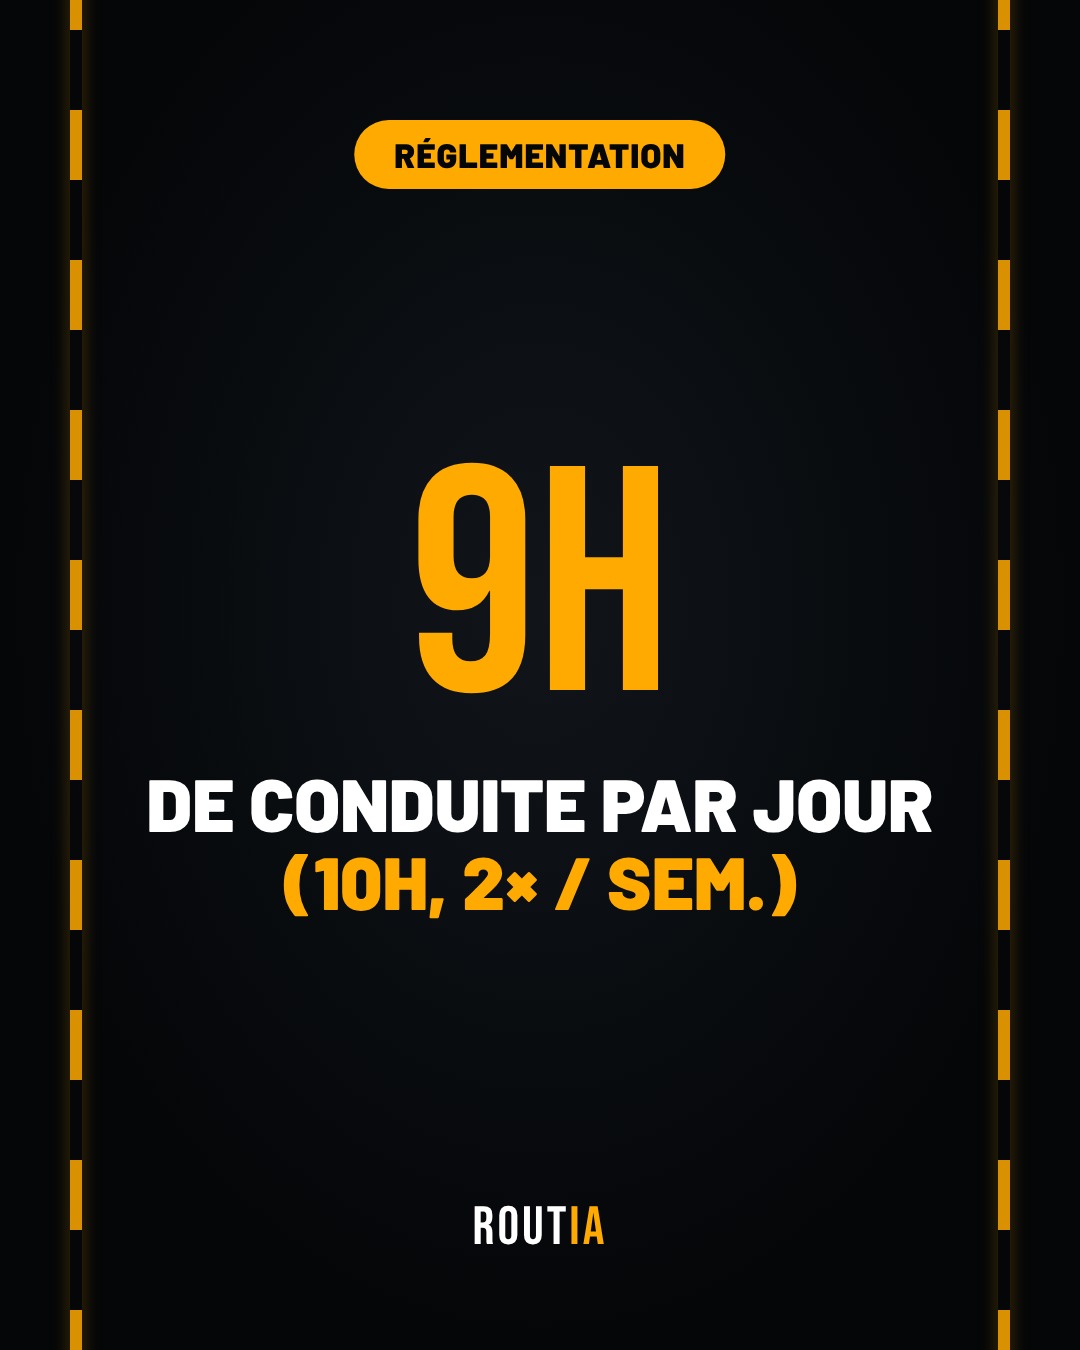 RÉGLEMENTATION
9H
DE CONDUITE PAR JOUR
(10H, 2× / SEM.)
ROUTIA